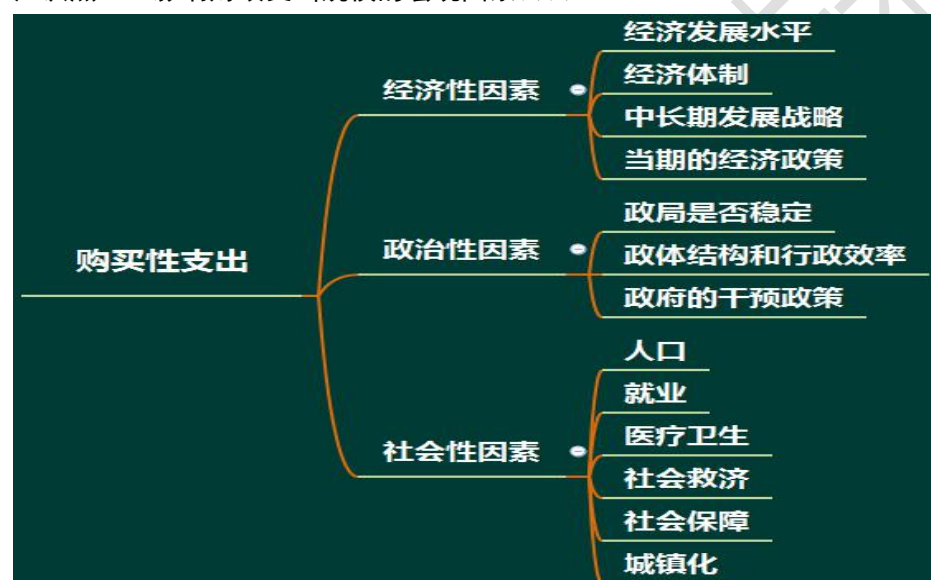 购买性支出
经济性因素
经济发展水平
经济体制
中长期发展战略
当期的经济政策
政治性因素
政局是否稳定
政体结构和行政效率
政府的干预政策
社会性因素
人口
就业
医疗卫生
社会救济
社会保障
城镇化